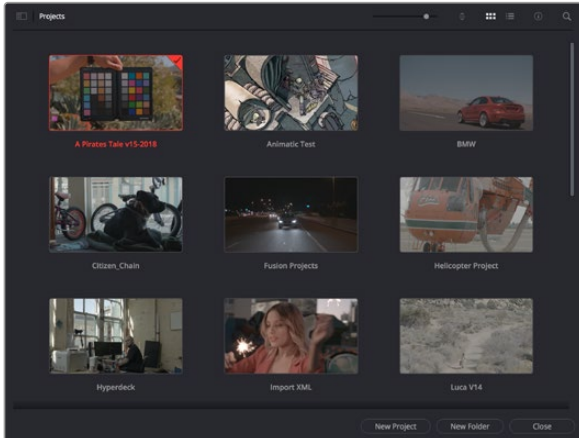 Projects
A Pirates Tale v15-2018
Animatic Test
BMW
Citizen_Chain
Fusion Projects
Helicopter Project
Hyperdeck
Import XML
Luca V14
New Project
New Folder
Close